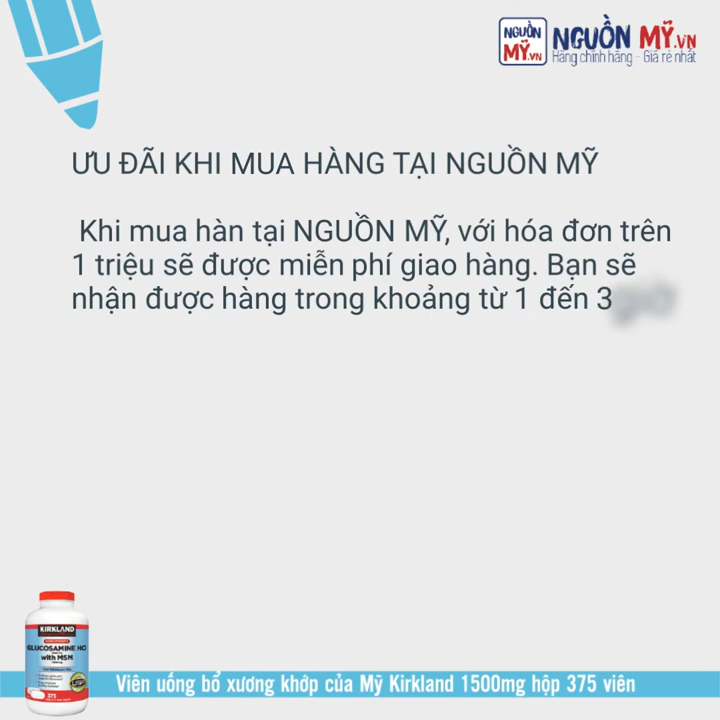 NGUỒN
MỸ.VN
NGUỒN MỸ.VN
Hàng chính hãng - Giá rẻ nhất
ƯU ĐÃI KHI MUA HÀNG TẠI NGUỒN MỸ
Khi mua hàn tại NGUỒN MỸ, với hóa đơn trên
1 triệu sẽ được miễn phí giao hàng. Bạn sẽ
nhận được hàng trong khoảng từ 1 đến 3
KIRKLAND
GLUCOSAMINE HCl
with MSM
375
Viên uống bổ xương khớp của Mỹ Kirkland 1500mg hộp 375 viên